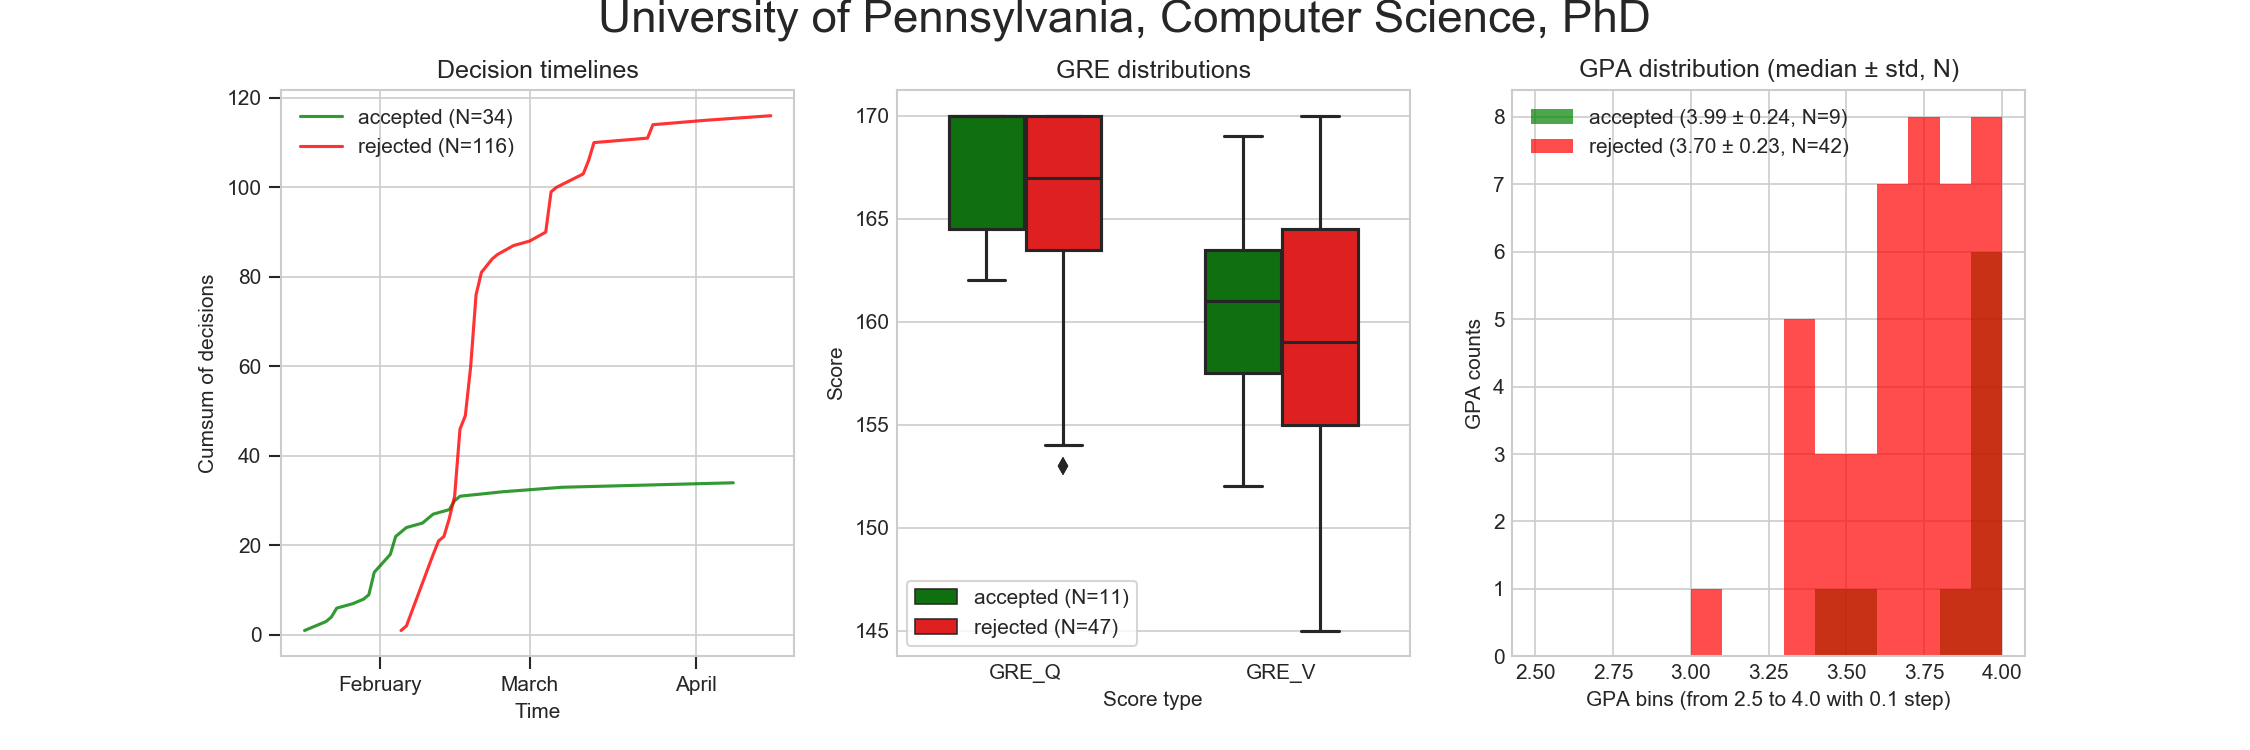 University of Pennsylvania, Computer Science, PhD
Decision timelines
120
100
80
60
40
20
0
Cumsum of decisions
accepted (N=34)
rejected (N=116)
February March April
Time
GRE distributions
170
165
160
155
150
145
Score
accepted (N=11)
rejected (N=47)
GRE_Q GRE_V
Score type
GPA distribution (median ± std, N)
8
7
6
5
4
3
2
1
0
GPA counts
accepted (3.99 ± 0.24, N=9)
rejected (3.70 ± 0.23, N=42)
2.50 2.75 3.00 3.25 3.50 3.75 4.00
GPA bins (from 2.5 to 4.0 with 0.1 step)